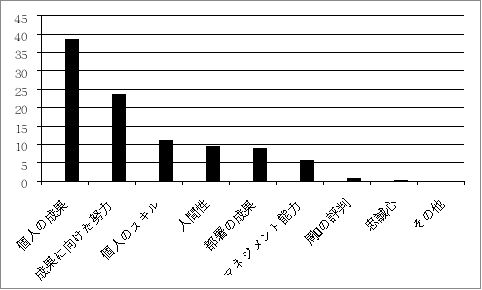 45
40
35
30
25
20
15
10
5
0
個人の成果
成果に向けた努力
個人のスキル
人間性
部署の成果
マネジメント能力
の評判
忠誠心
その他